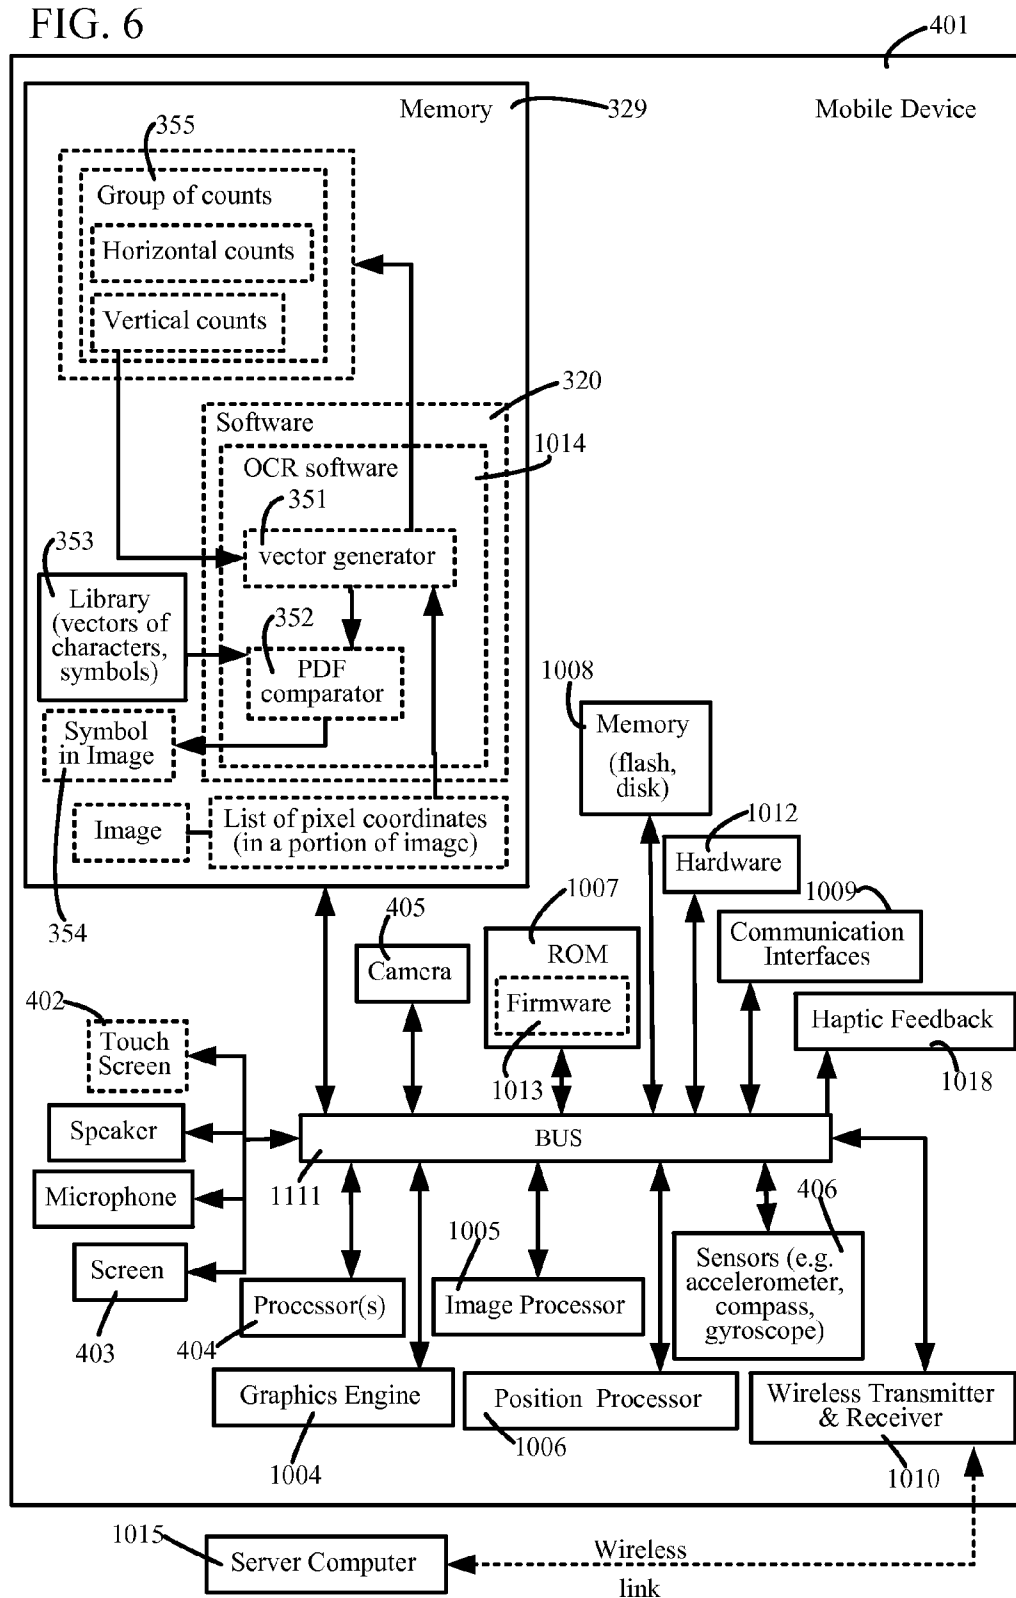 FIG. 6
401
Memory
329
Mobile Device
355
Group of counts
Horizontal counts
Vertical counts
320
Software
1014
OCR software
351
vector generator
353
Library
(vectors of
characters,
symbols)
352
PDF
comparator
Symbol
in Image
1008
Memory
(flash,
disk)
Image
List of pixel coordinates
(in a portion of image)
1012
Hardware
354
405
Camera
1007
ROM
Firmware
1013
1009
Communication
Interfaces
402
Touch
Screen
Haptic Feedback
1018
Speaker
BUS
1111
Microphone
406
Sensors (e.g.
accelerometer,
compass,
gyroscope)
1005
Image Processor
Screen
403
Processor(s)
404
Graphics Engine
1004
Position Processor
1006
Wireless Transmitter
& Receiver
1010
1015
Server Computer
Wireless
link